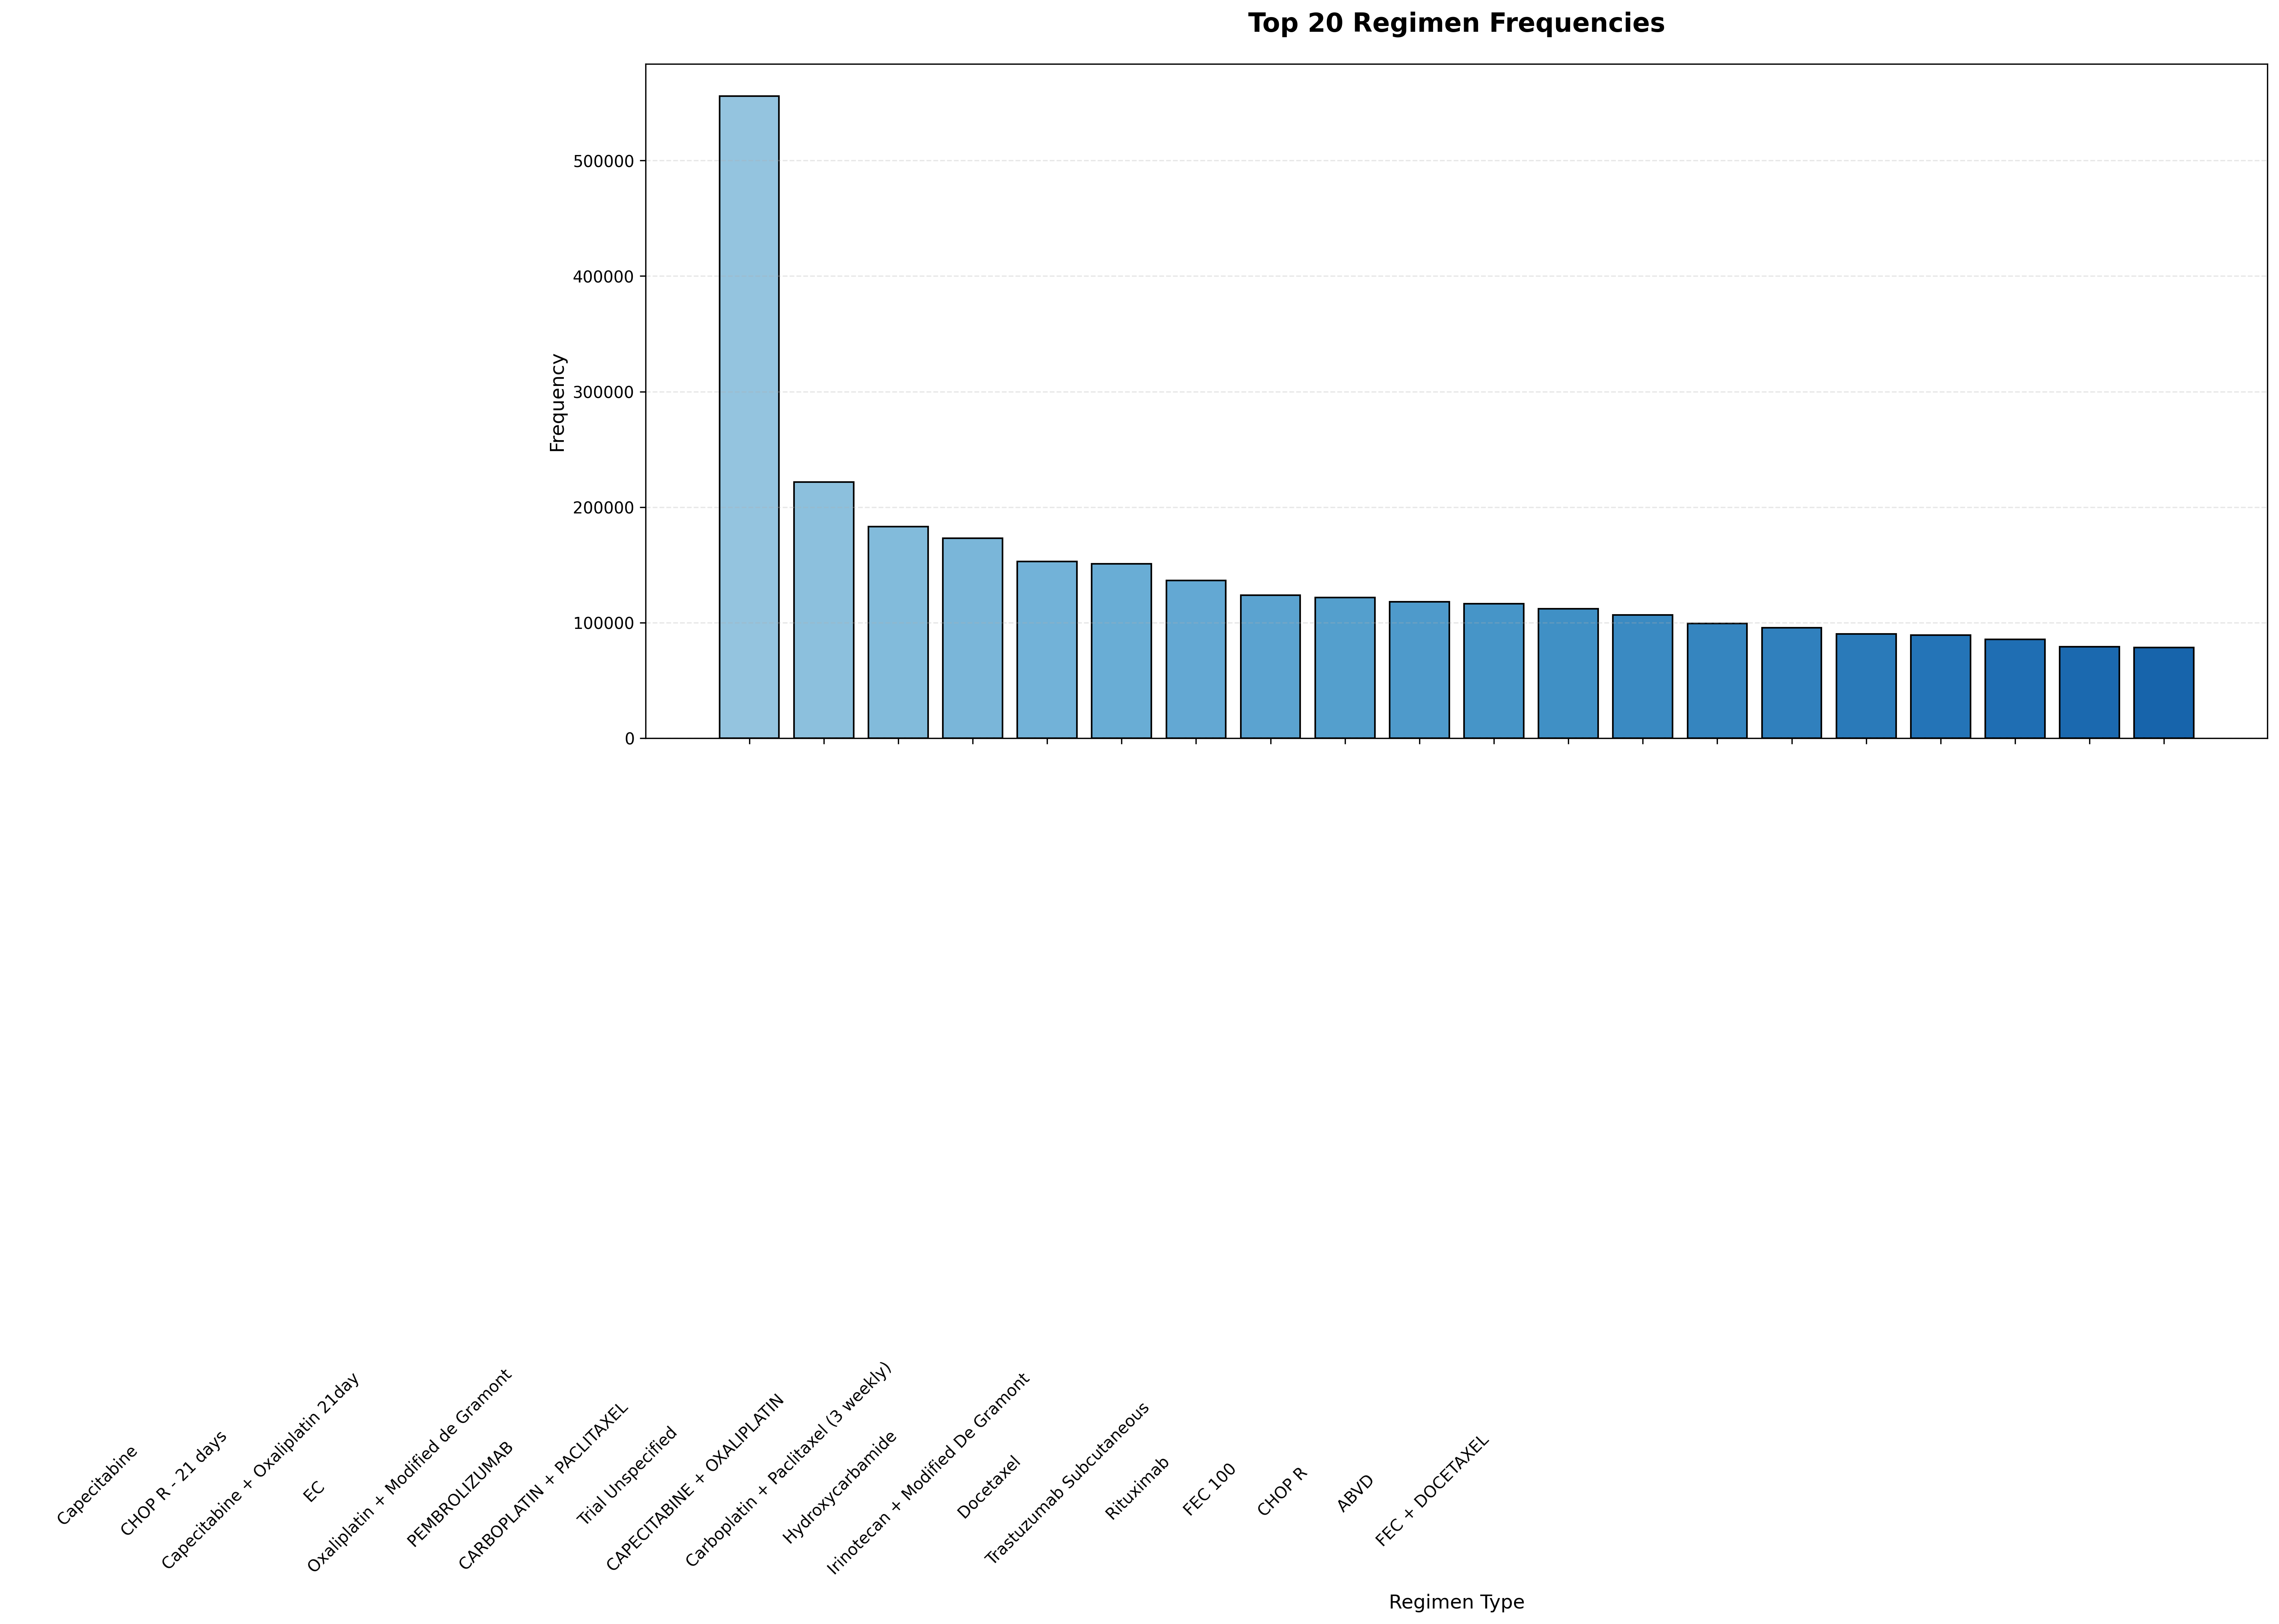 Top 20 Regimen Frequencies
Frequency
500000
400000
300000
200000
100000
0
Capecitabine
CHOP R - 21 days
Capecitabine + Oxaliplatin 21day
EC
Oxaliplatin + Modified de Gramont
PEMBROLIZUMAB
CARBOPLATIN + PACLITAXEL
Trial Unspecified
CAPECITABINE + OXALIPLATIN
Carboplatin + Paclitaxel (3 weekly)
Hydroxycarbamide
Irinotecan + Modified De Gramont
Docetaxel
Trastuzumab Subcutaneous
Rituximab
FEC 100
CHOP R
ABVD
FEC + DOCETAXEL
Regimen Type